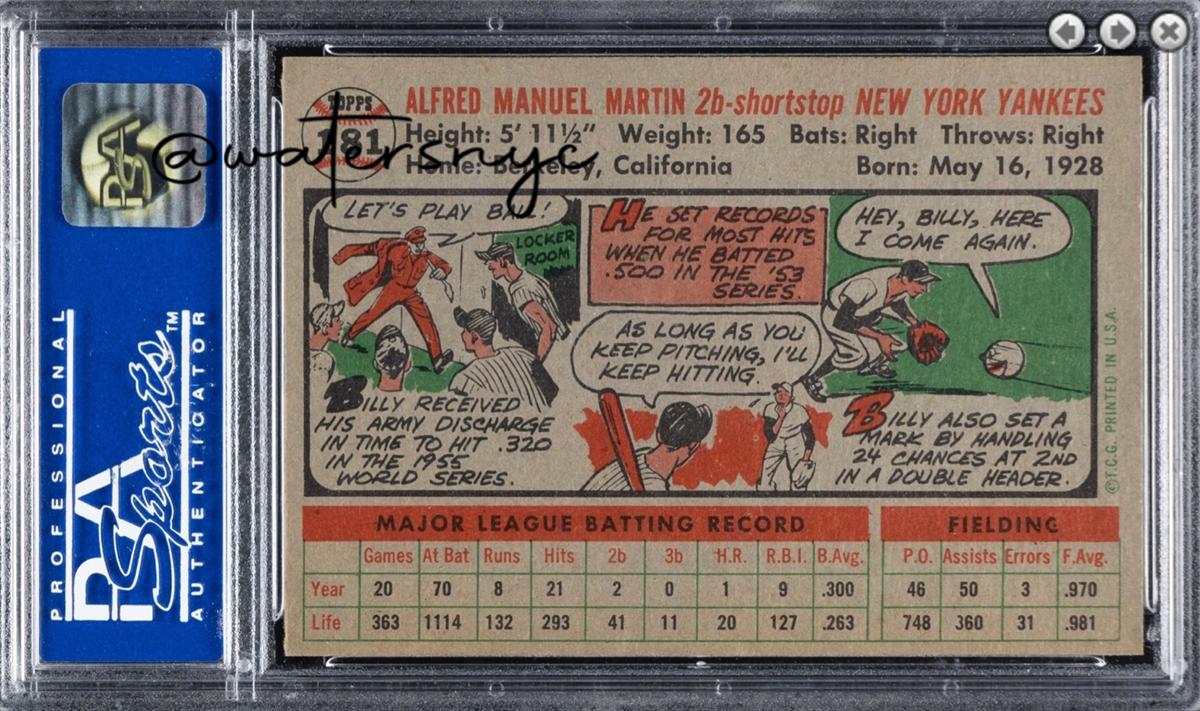 PSA
PROFESSIONAL
PSA Sports™
AUTHENTICATOR
@watersnyc
TOPPS
181
ALFRED MANUEL MARTIN 2b-shortstop NEW YORK YANKEES
Height: 5' 11½" Weight: 165 Bats: Right Throws: Right
Home: Berkeley, California Born: May 16, 1928
LET'S PLAY BALL!
LOCKER
ROOM
BILLY RECEIVED
HIS ARMY DISCHARGE
IN TIME TO HIT .320
IN THE 1955
WORLD SERIES.
HE SET RECORDS
FOR MOST HITS
WHEN HE BATTED
.500 IN THE '53
SERIES.
AS LONG AS YOU
KEEP PITCHING, I'LL
KEEP HITTING.
HEY, BILLY, HERE
I COME AGAIN.
BILLY ALSO SET A
MARK BY HANDLING
24 CHANCES AT 2ND
IN A DOUBLE HEADER.
©T.C.G. PRINTED IN U.S.A.
MAJOR LEAGUE BATTING RECORD FIELDING
Games At Bat Runs Hits 2b 3b H.R. R.B.I. B.Avg. P.O. Assists Errors F.Avg.
Year 20 70 8 21 2 0 1 9 .300 46 50 3 .970
Life 363 1114 132 293 41 11 20 127 .263 748 360 31 .981